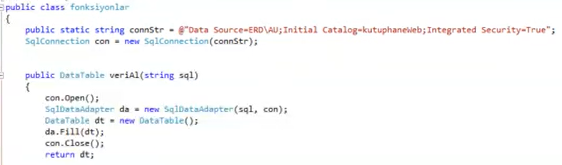 public class fonksiyonlar
{
public static string connStr = @"Data Source=ERD\AU;Initial Catalog=kutuphaneWeb;Integrated Security=True";
SqlConnection con = new SqlConnection(connStr);
public DataTable veriAl(string sql)
{
con.Open();
SqlDataAdapter da = new SqlDataAdapter(sql, con);
DataTable dt = new DataTable();
da.Fill(dt);
con.Close();
return dt;